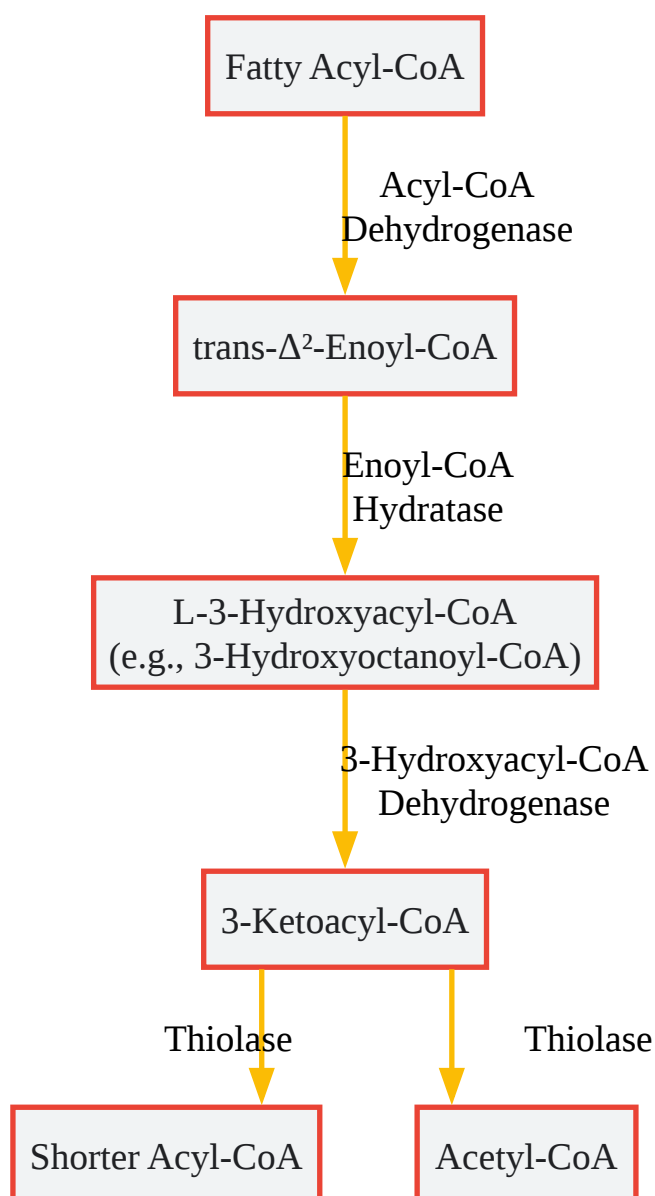 Fatty Acyl-CoA
Acyl-CoA
Dehydrogenase
trans-Δ²-Enoyl-CoA
Enoyl-CoA
Hydratase
L-3-Hydroxyacyl-CoA
(e.g., 3-Hydroxyoctanoyl-CoA)
3-Hydroxyacyl-CoA
Dehydrogenase
3-Ketoacyl-CoA
Thiolase
Thiolase
Shorter Acyl-CoA
Acetyl-CoA